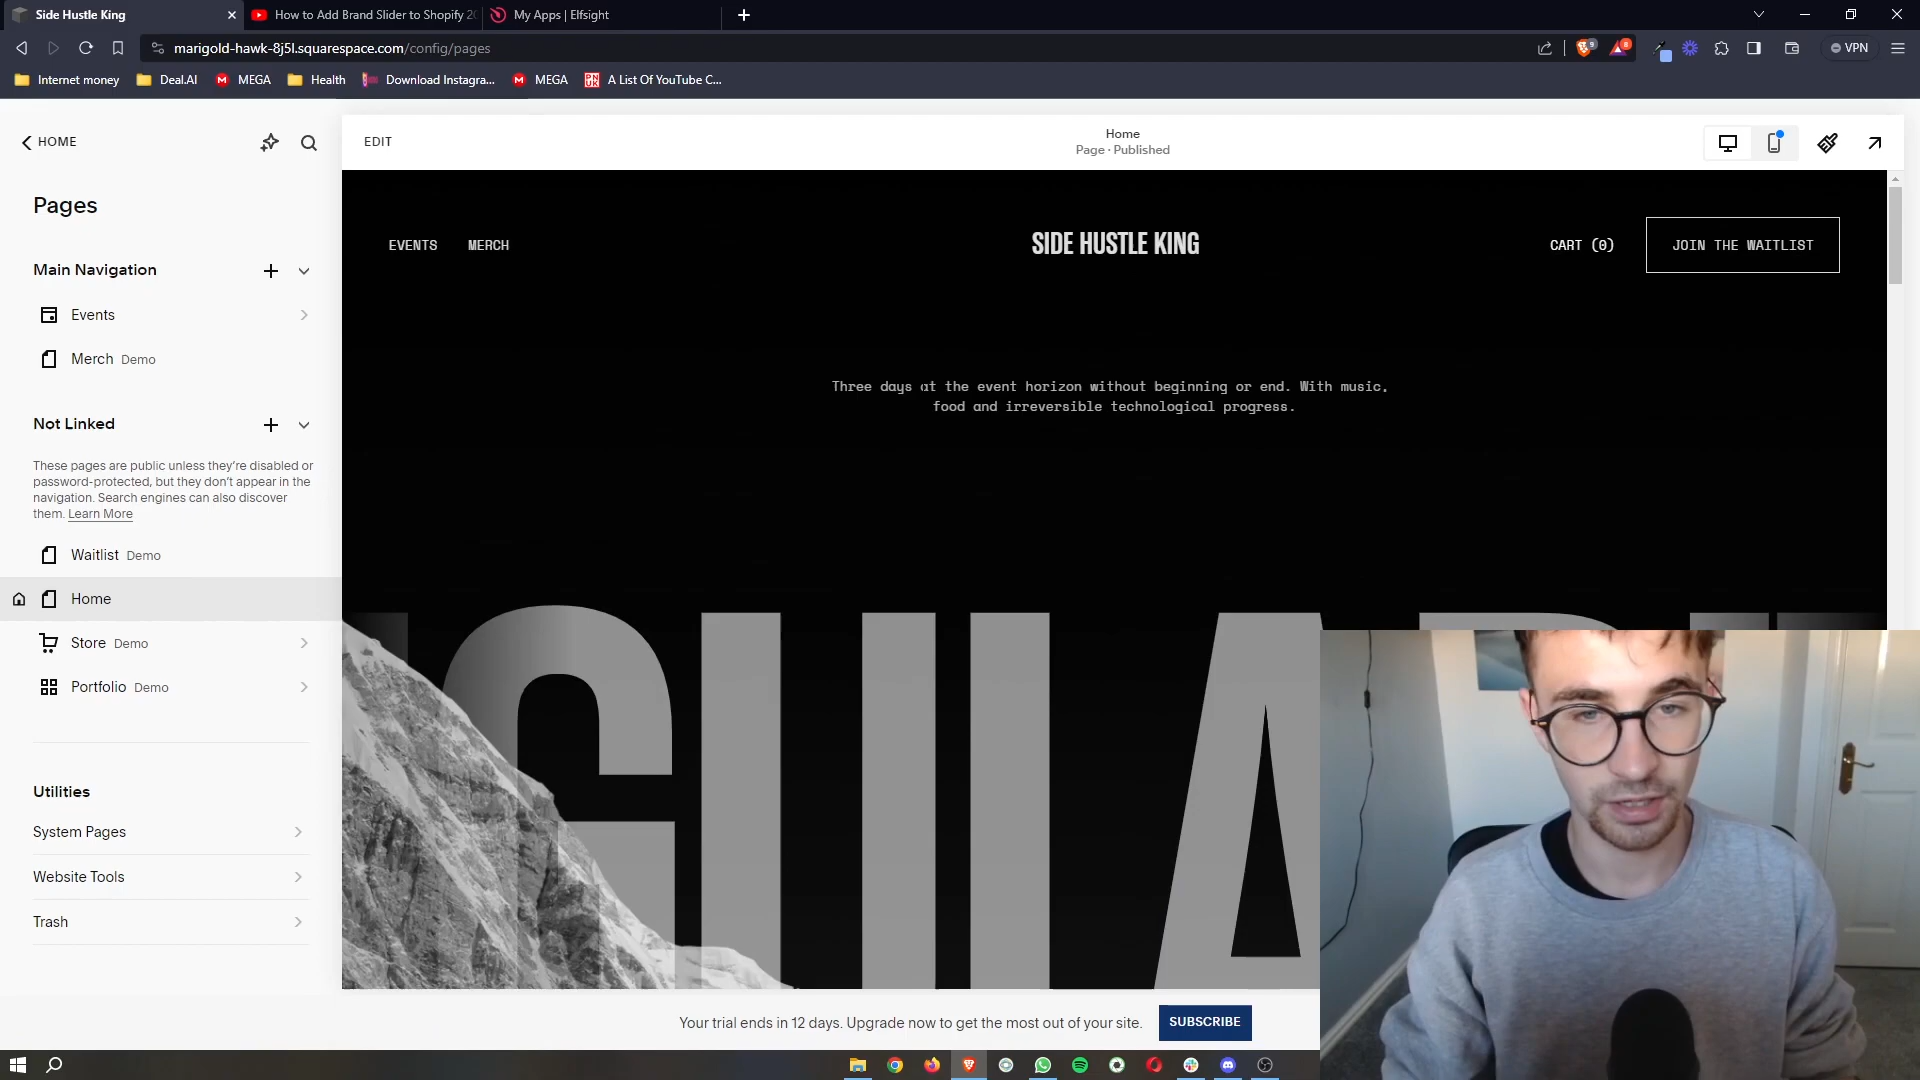 Side Hustle King
How to Add Brand Slider to Shopify 20
My Apps | Elfsight
marigold-hawk-8j5l.squarespace.com/config/pages
9
8
VPN
Internet money
Deal.AI
MEGA
Health
Download Instagra...
MEGA
A List Of YouTube C...
HOME
EDIT
Home
Page · Published
Pages
Main Navigation
Events
Merch Demo
Not Linked
These pages are public unless they're disabled or
password-protected, but they don't appear in the
navigation. Search engines can also discover
them. Learn More
Waitlist Demo
Home
Store Demo
Portfolio Demo
Utilities
System Pages
Website Tools
Trash
EVENTS
MERCH
SIDE HUSTLE KING
CART (0)
JOIN THE WAITLIST
Three days at the event horizon without beginning or end. With music,
food and irreversible technological progress.
Your trial ends in 12 days. Upgrade now to get the most out of your site.
SUBSCRIBE